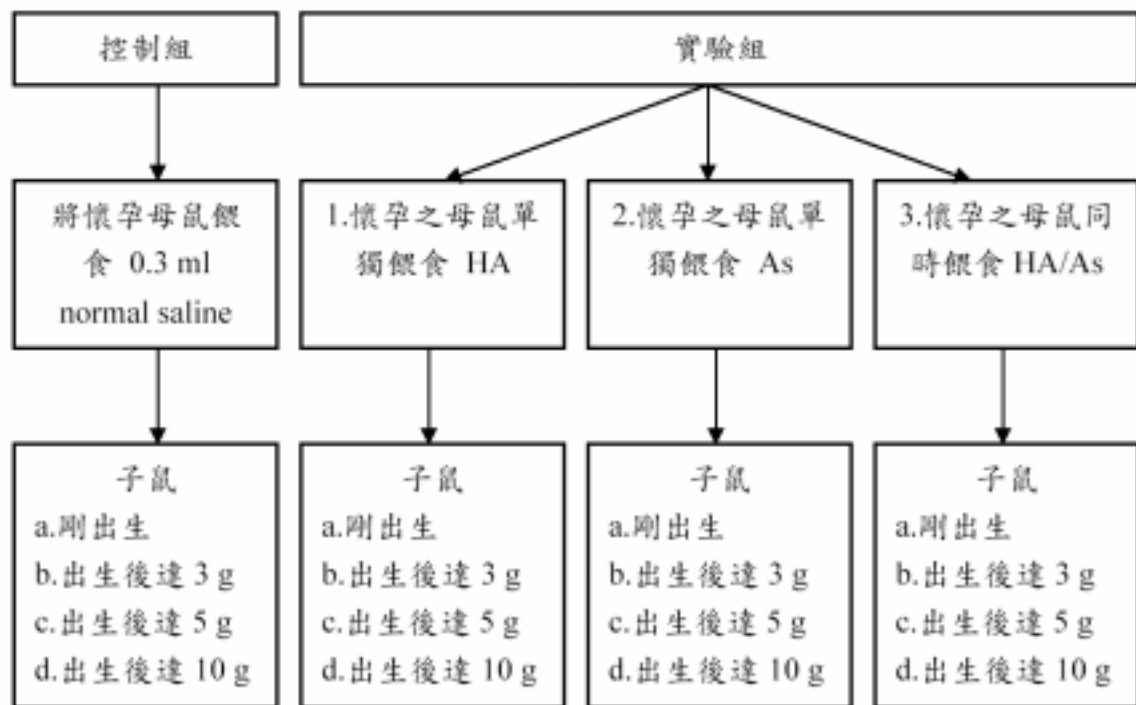 控制組
實驗組
將懷孕母鼠餵
食 0.3 ml
normal saline
1.懷孕之母鼠單
獨餵食 HA
2.懷孕之母鼠單
獨餵食 As
3.懷孕之母鼠同
時餵食 HA/As
子鼠
a.剛出生
b.出生後達 3 g
c.出生後達 5 g
d.出生後達 10 g
子鼠
a.剛出生
b.出生後達 3 g
c.出生後達 5 g
d.出生後達 10 g
子鼠
a.剛出生
b.出生後達 3 g
c.出生後達 5 g
d.出生後達 10 g
子鼠
a.剛出生
b.出生後達 3 g
c.出生後達 5 g
d.出生後達 10 g